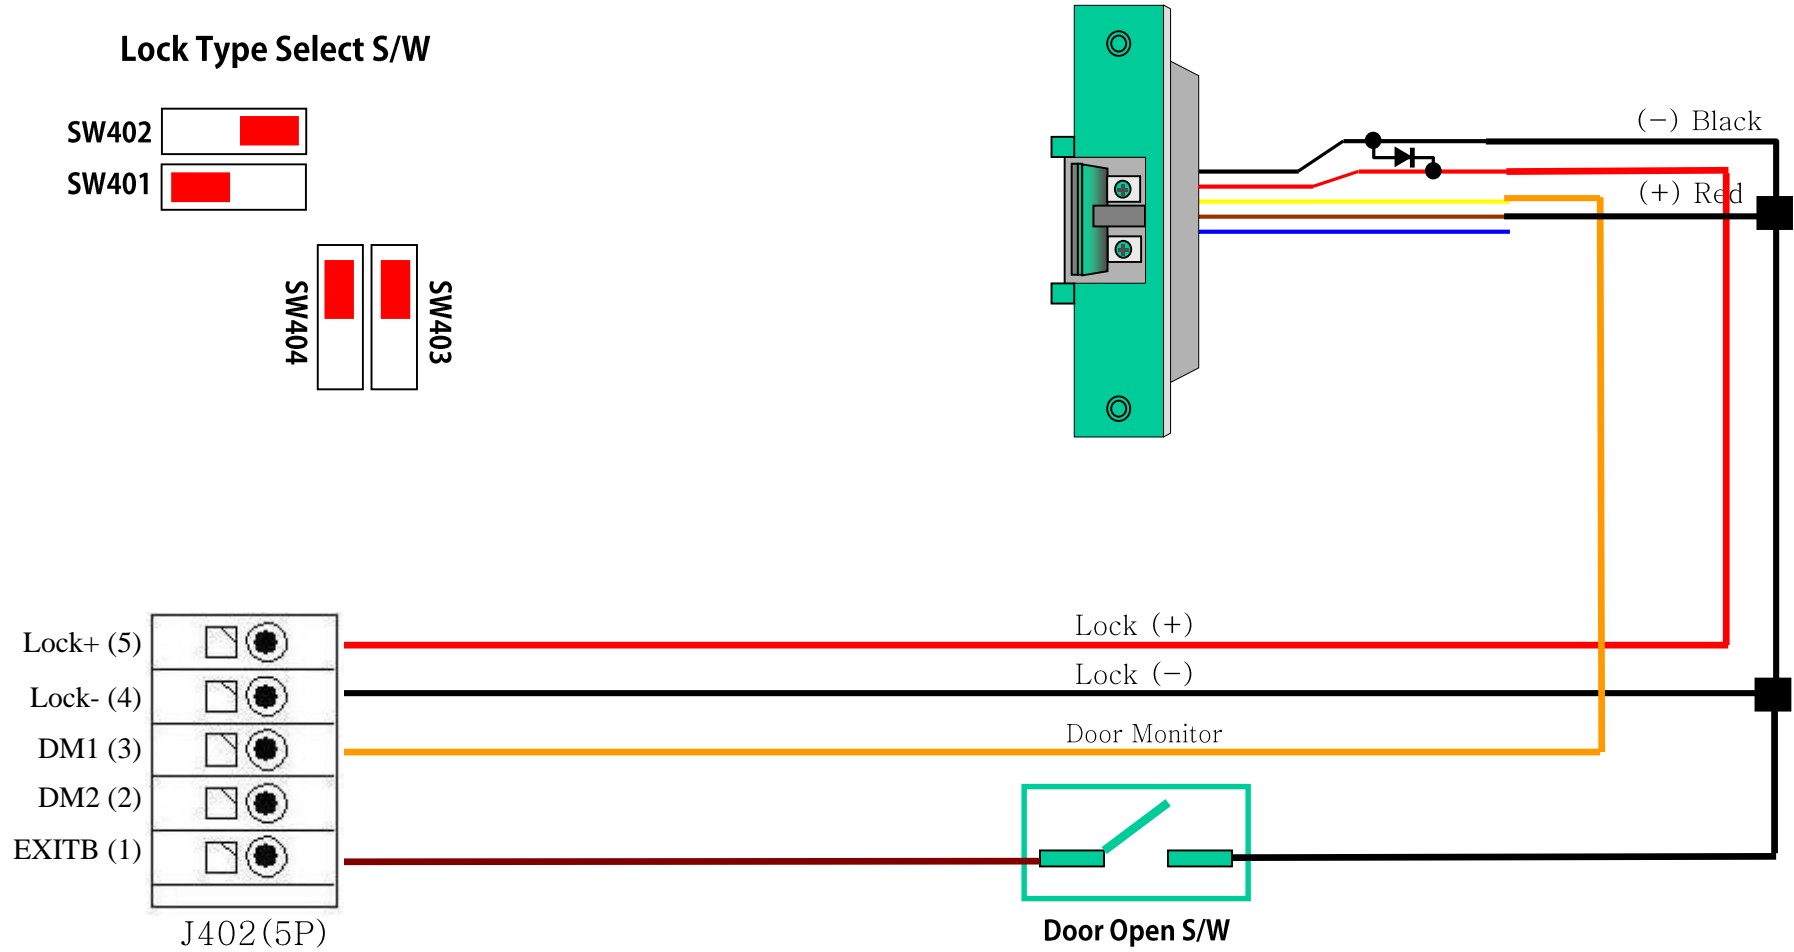 Lock Type Select S/W
SW402
SW401
SW404
SW403
(-) Black
(+) Red
Lock+ (5)
Lock- (4)
DM1 (3)
DM2 (2)
EXITB (1)
J402(5P)
Lock (+)
Lock (-)
Door Monitor
Door Open S/W